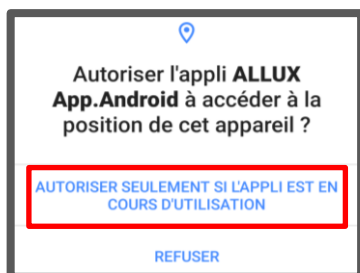 Autoriser l'appli ALLUX
App.Android à accéder à la
position de cet appareil ?
AUTORISER SEULEMENT SI L'APPLI EST EN
COURS D'UTILISATION
REFUSER